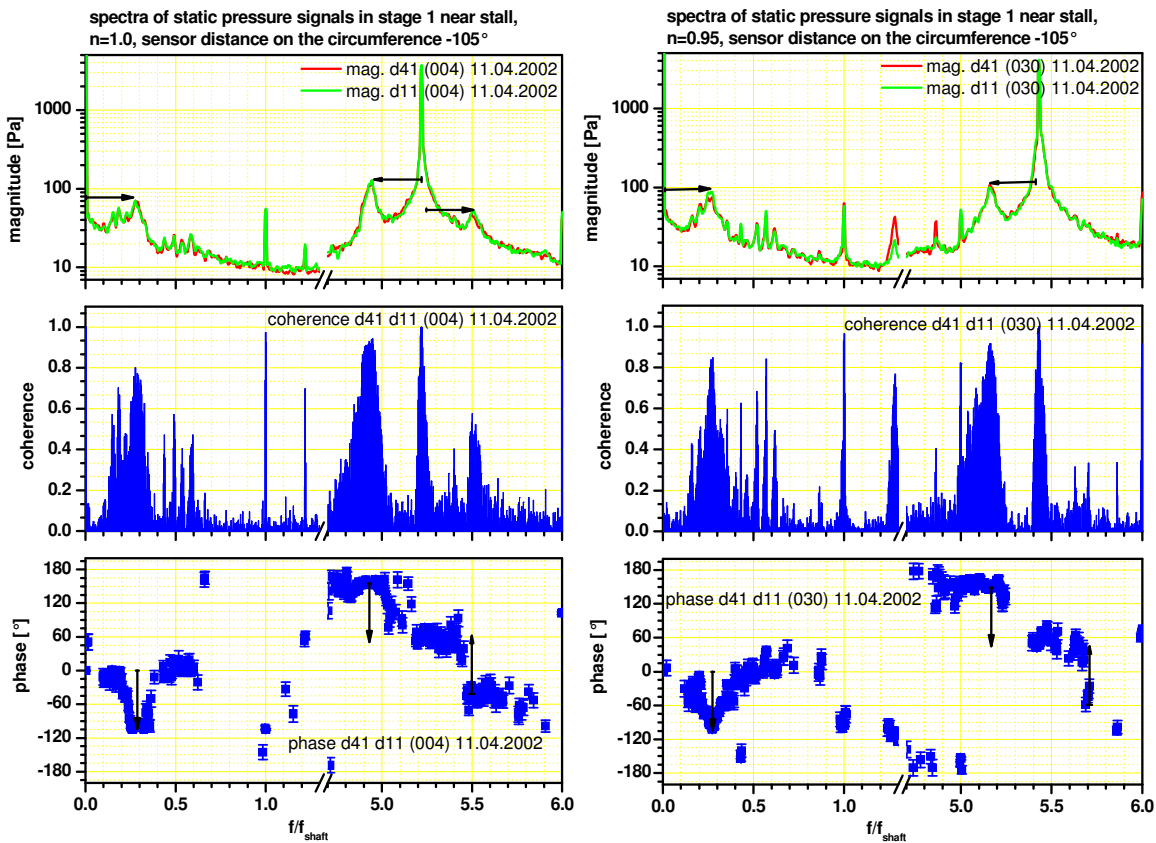 spectra of static pressure signals in stage 1 near stall,
n=1.0, sensor distance on the circumference -105°
mag. d41 (004) 11.04.2002
mag. d11 (004) 11.04.2002
magnitude [Pa]
1000
100
10
coherence d41 d11 (004) 11.04.2002
coherence
1.0
0.8
0.6
0.4
0.2
0.0
phase [°]
180
120
60
0
-60
-120
-180
phase d41 d11 (004) 11.04.2002
0.0 0.5 1.0 5.0 5.5 6.0
f/f_shaft
spectra of static pressure signals in stage 1 near stall,
n=0.95, sensor distance on the circumference -105°
mag. d41 (030) 11.04.2002
mag. d11 (030) 11.04.2002
magnitude [Pa]
1000
100
10
coherence d41 d11 (030) 11.04.2002
coherence
1.0
0.8
0.6
0.4
0.2
0.0
phase [°]
180
120
60
0
-60
-120
-180
phase d41 d11 (030) 11.04.2002
0.0 0.5 1.0 5.0 5.5 6.0
f/f_shaft